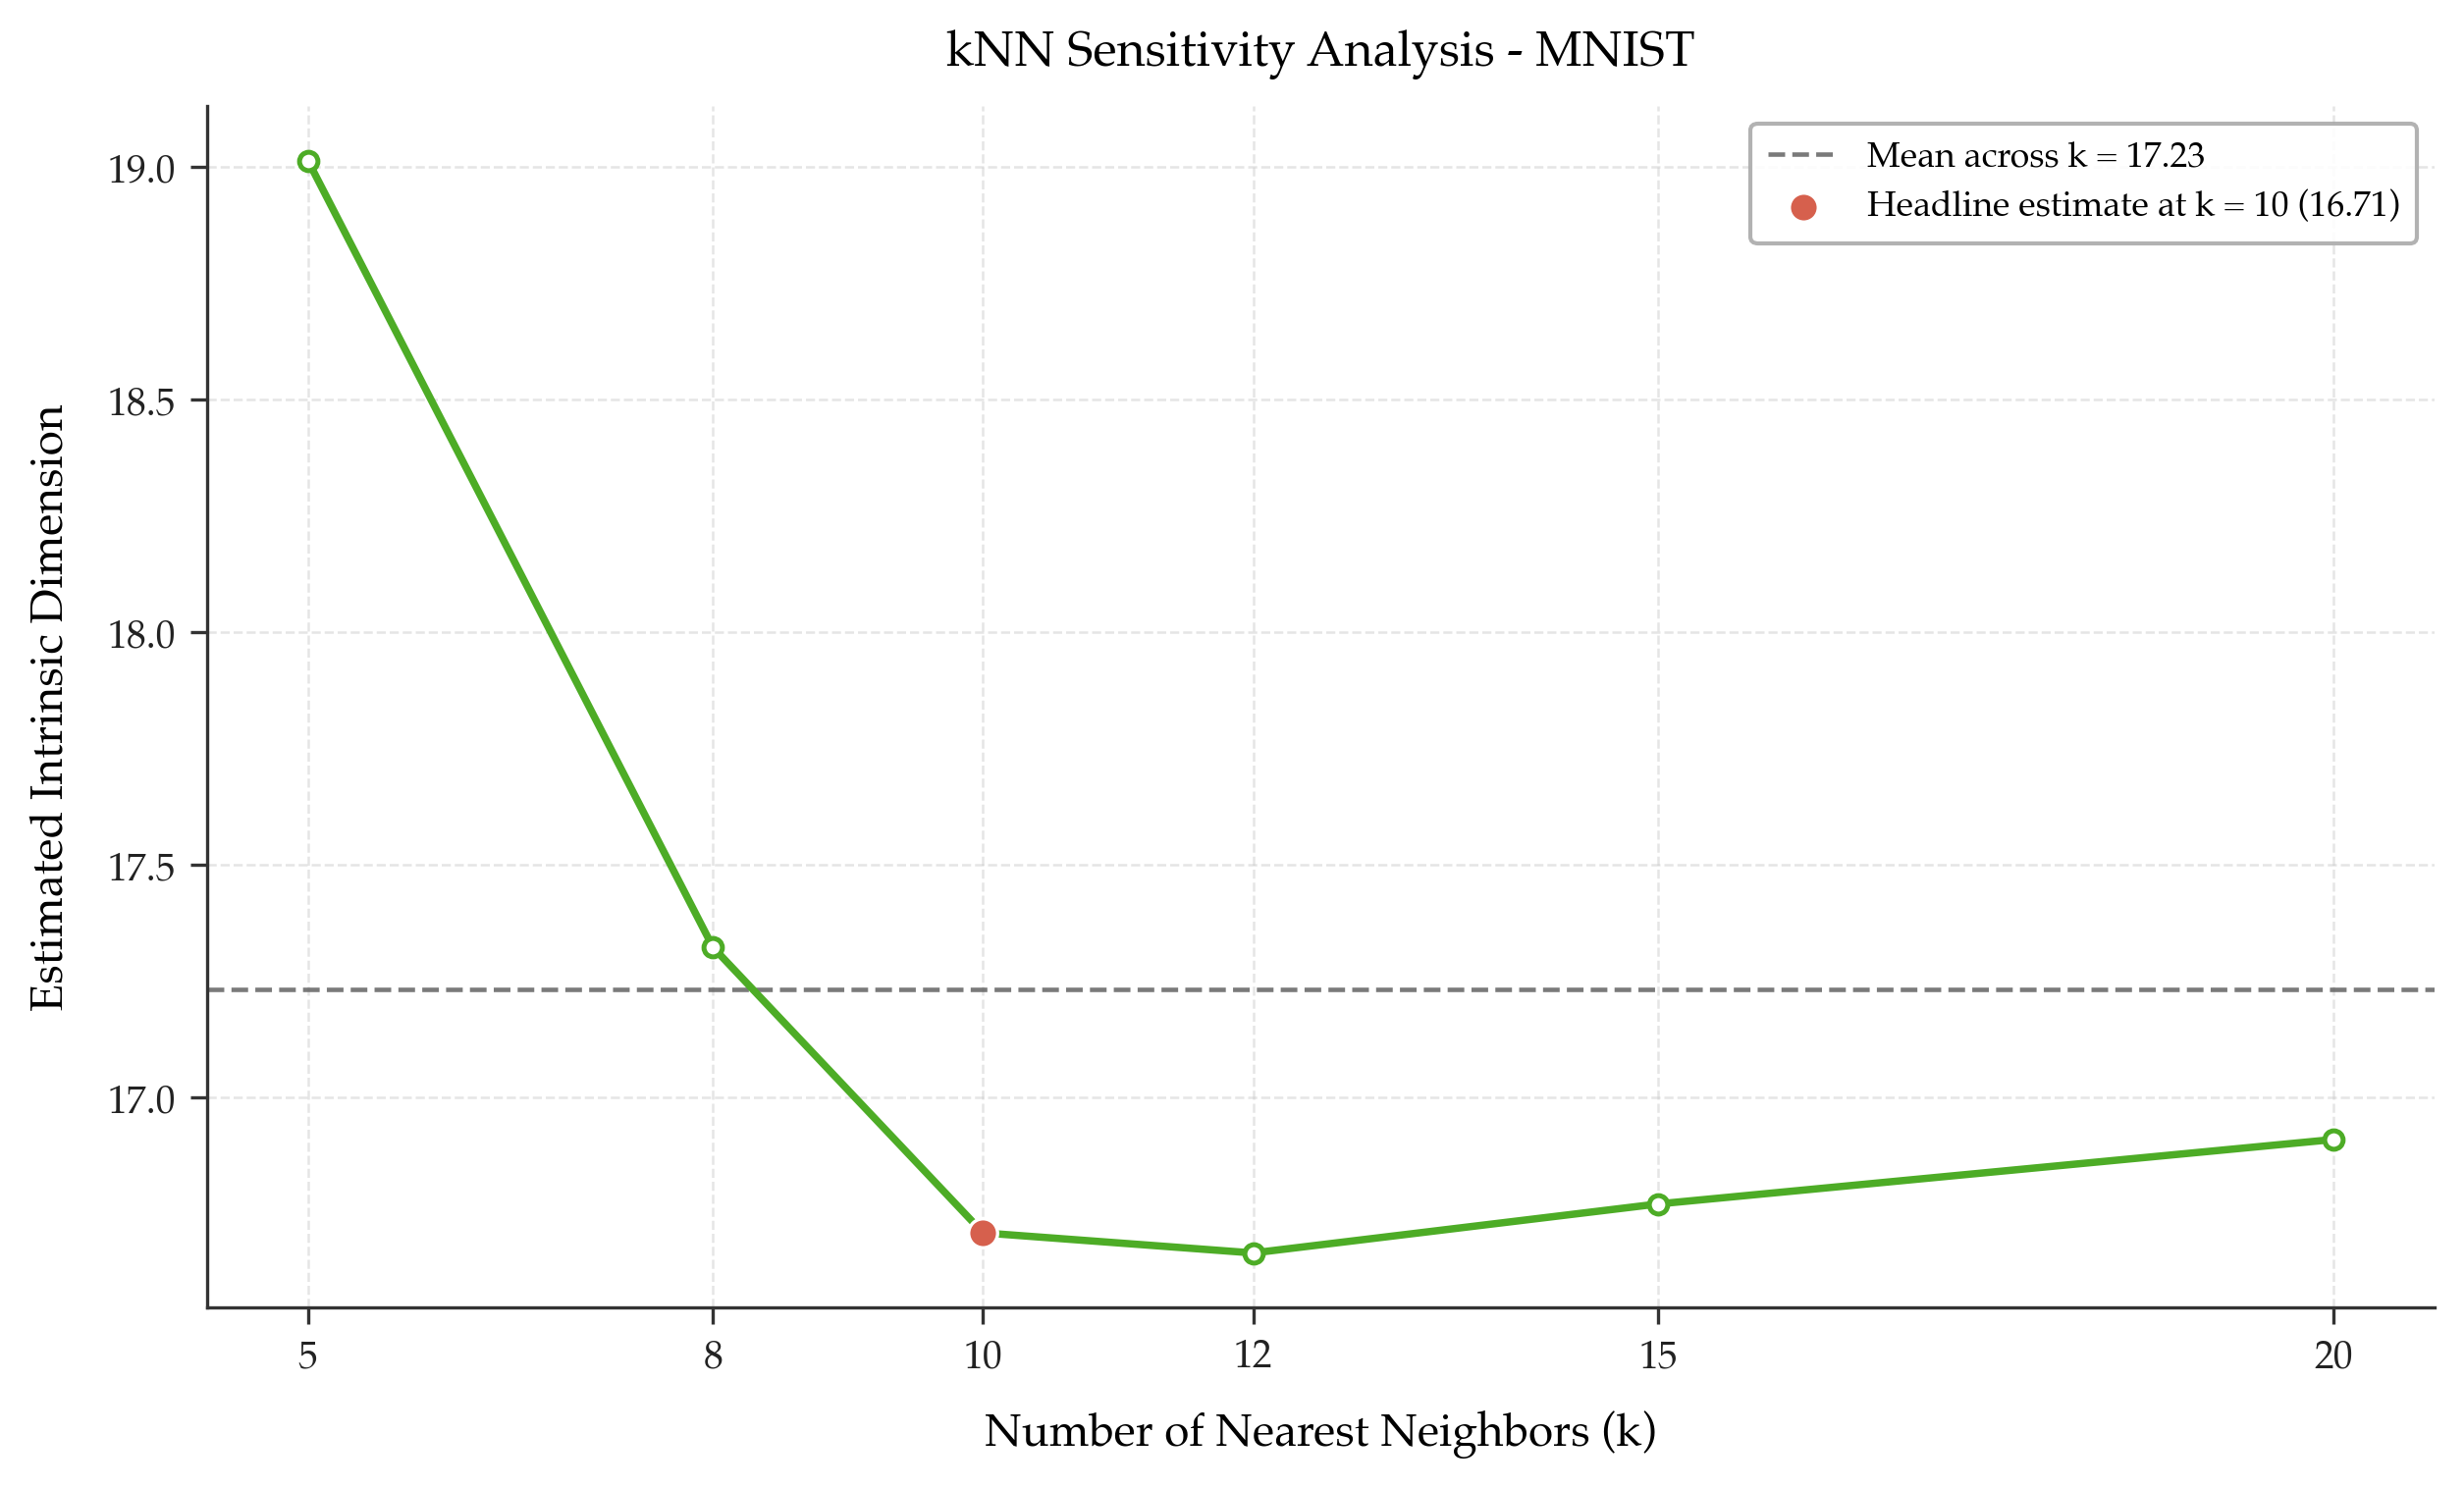 kNN Sensitivity Analysis - MNIST
Mean across k = 17.23
Headline estimate at k = 10 (16.71)
Estimated Intrinsic Dimension
19.0
18.5
18.0
17.5
17.0
5 8 10 12 15 20
Number of Nearest Neighbors (k)